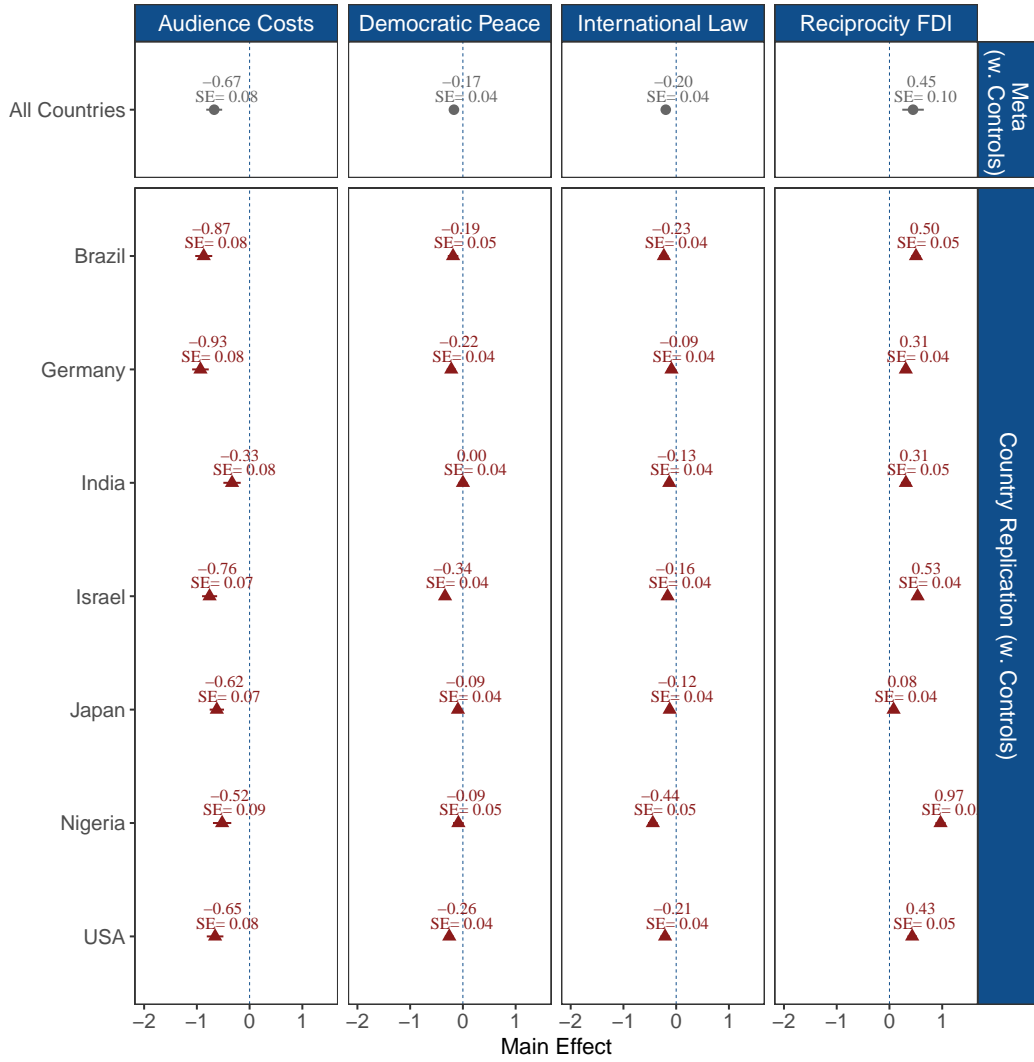 Audience Costs
Democratic Peace
International Law
Reciprocity FDI
Meta
(w. Controls)
All Countries
−0.67
SE= 0.08
−0.17
SE= 0.04
−0.20
SE= 0.04
0.45
SE= 0.10
Country Replication (w. Controls)
Brazil
−0.87
SE= 0.08
−0.19
SE= 0.05
−0.23
SE= 0.04
0.50
SE= 0.05
Germany
−0.93
SE= 0.08
−0.22
SE= 0.04
−0.09
SE= 0.04
0.31
SE= 0.04
India
−0.33
SE= 0.08
0.00
SE= 0.04
−0.13
SE= 0.04
0.31
SE= 0.05
Israel
−0.76
SE= 0.07
−0.34
SE= 0.04
−0.16
SE= 0.04
0.53
SE= 0.04
Japan
−0.62
SE= 0.07
−0.09
SE= 0.04
−0.12
SE= 0.04
0.08
SE= 0.04
Nigeria
−0.52
SE= 0.09
−0.09
SE= 0.05
−0.44
SE= 0.05
0.97
SE=
USA
−0.65
SE= 0.08
−0.26
SE= 0.04
−0.21
SE= 0.04
0.43
SE= 0.05
−2 −1 0 1
−2 −1 0 1
−2 −1 0 1
−2 −1 0 1
Main Effect